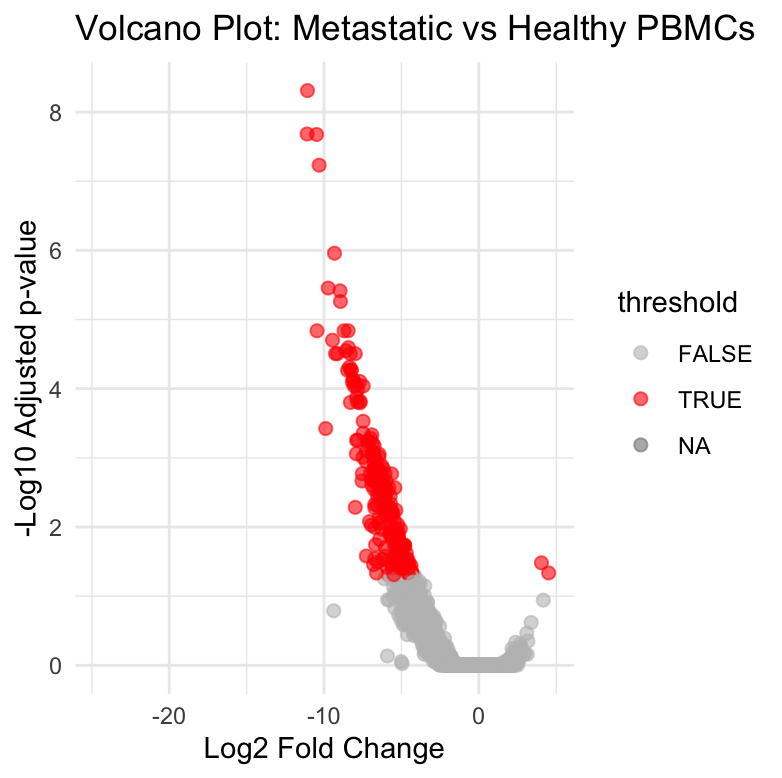 Volcano Plot: Metastatic vs Healthy PBMCs
8
6
4
2
0
-Log10 Adjusted p-value
-20
-10
0
Log2 Fold Change
threshold
FALSE
TRUE
NA